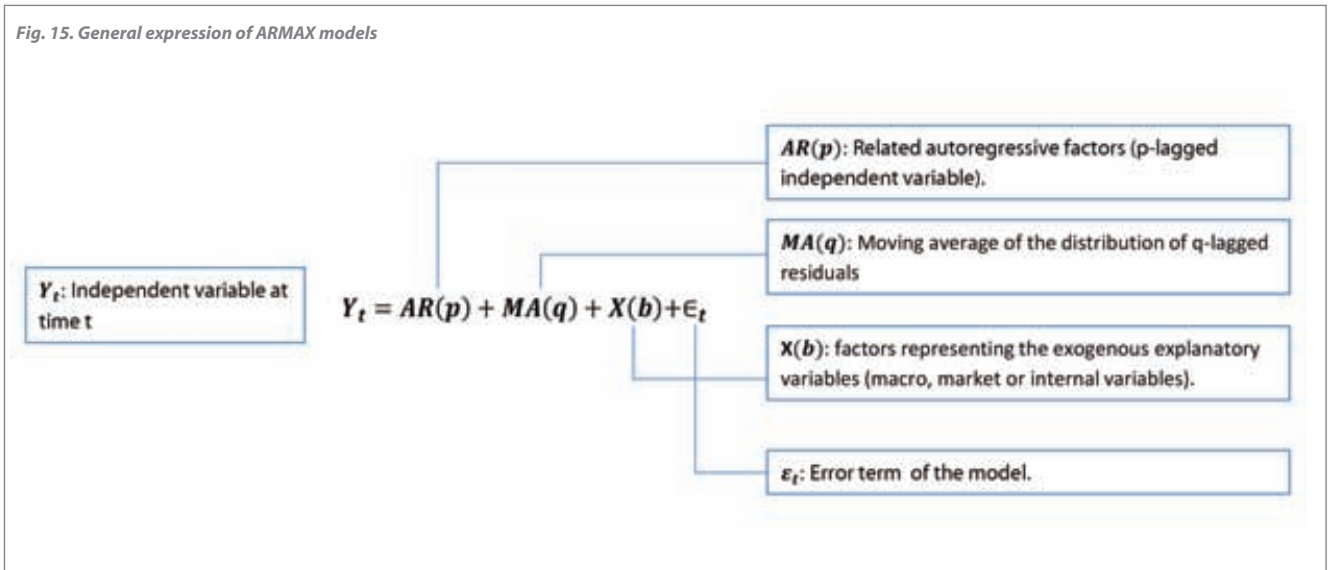 Fig. 15. General expression of ARMAX models
AR(p): Related autoregressive factors (p-lagged
independent variable).
MA(q): Moving average of the distribution of q-lagged
residuals
Y_t: Independent variable at
time t
Y_t = AR(p) + MA(q) + X(b)+∈_t
X(b): factors representing the exogenous explanatory
variables (macro, market or internal variables).
ε_t: Error term of the model.